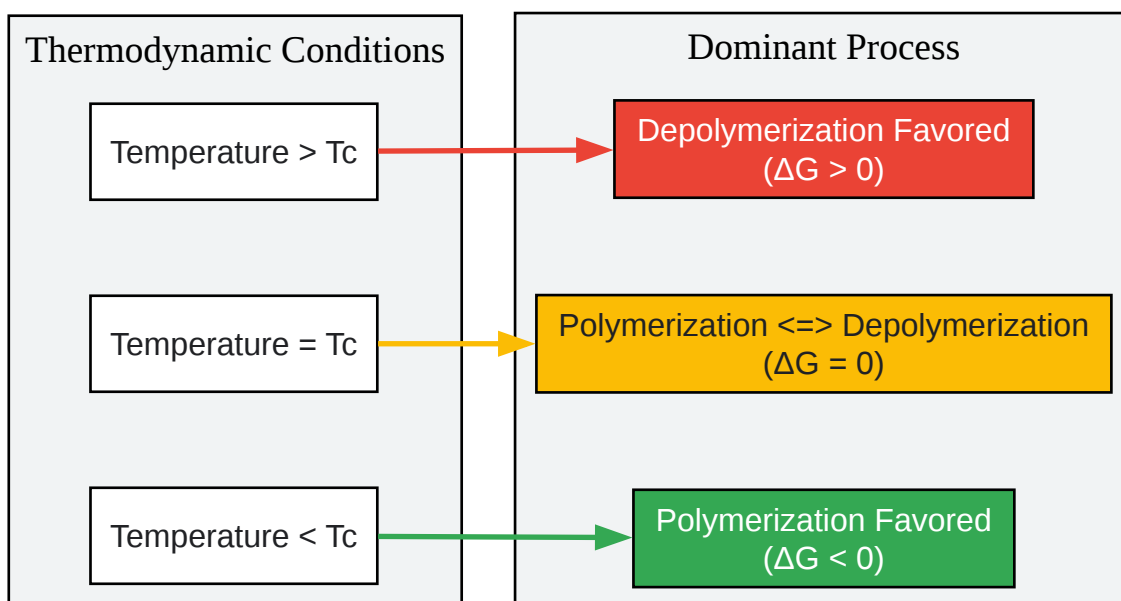 Thermodynamic Conditions
Dominant Process
Temperature > Tc
Depolymerization Favored
(ΔG > 0)
Temperature = Tc
Polymerization <=> Depolymerization
(ΔG = 0)
Temperature < Tc
Polymerization Favored
(ΔG < 0)